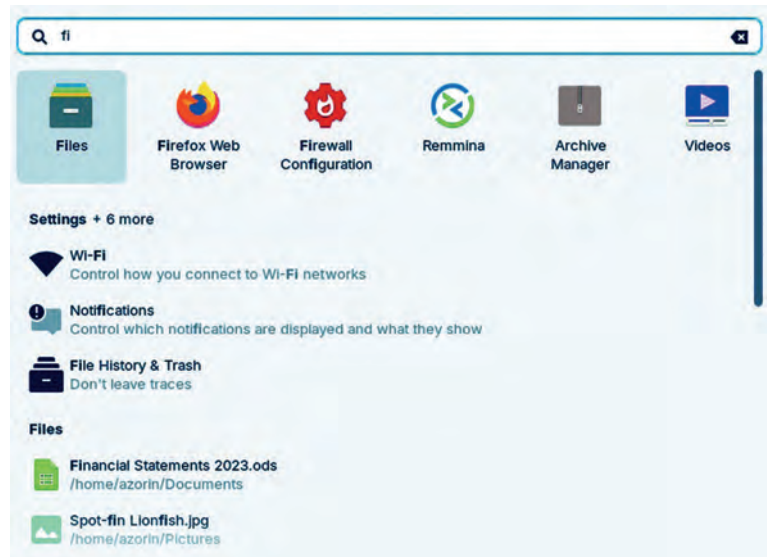 fi
Files
Firefox Web
Browser
Firewall
Configuration
Remmina
Archive
Manager
Videos
Settings + 6 more
Wi-Fi
Control how you connect to Wi-Fi networks
Notifications
Control which notifications are displayed and what they show
File History & Trash
Don't leave traces
Files
Financial Statements 2023.ods
/home/azorin/Documents
Spot-fin Lionfish.jpg
/home/azorin/Pictures